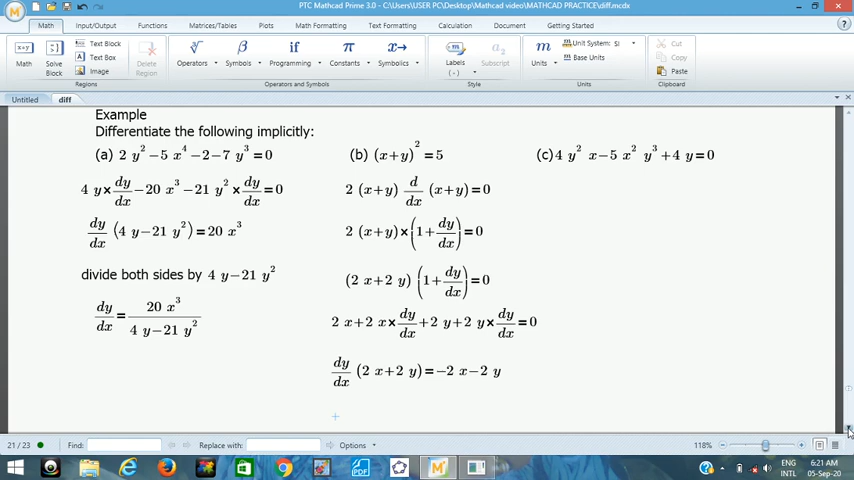 PTC Mathcad Prime 3.0 - C:\Users\USER PC\Desktop\Mathcad video\MATHCAD PRACTICE\diff.mcdx
Math Input/Output Functions Matrices/Tables Plots Math Formatting Text Formatting Calculation Document Getting Started
Math
Solve Block
Text Block
Text Box
Image
Delete Region
Regions
Operators
Symbols
Programming
Constants
Symbolics
Operators and Symbols
Labels
(-)
Subscript
Style
Units
Unit System: SI
Base Units
Units
Cut
Copy
Paste
Clipboard
Untitled diff
Example
Differentiate the following implicitly:
(a) 2 y²−5 x⁴−2−7 y³=0
(b) (x+y)²=5
(c) 4 y² x−5 x² y³+4 y=0
4 y×dy/dx−20 x³−21 y²×dy/dx=0
dy/dx (4 y−21 y²)=20 x³
divide both sides by 4 y−21 y²
dy/dx=20 x³/(4 y−21 y²)
2 (x+y) d/dx (x+y)=0
2 (x+y)×(1+dy/dx)=0
(2 x+2 y) (1+dy/dx)=0
2 x+2 x×dy/dx+2 y+2 y×dy/dx=0
dy/dx (2 x+2 y)=−2 x−2 y
21 / 23 Find: Replace with: Options 118%
ENG 6:21 AM
INTL 05-Sep-20